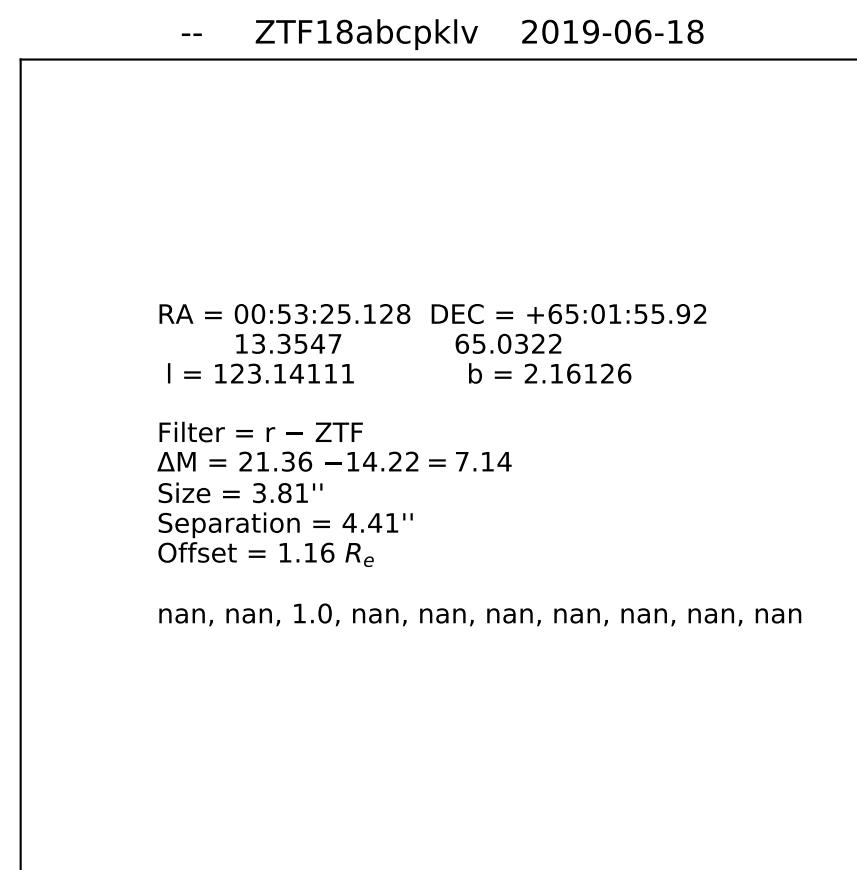 --     ZTF18abcpklv    2019-06-18
RA = 00:53:25.128  DEC = +65:01:55.92
13.3547             65.0322
l = 123.14111             b = 2.16126
Filter = r − ZTF
ΔM = 21.36 −14.22 = 7.14
Size = 3.81''
Separation = 4.41''
Offset = 1.16 Rₑ
nan, nan, 1.0, nan, nan, nan, nan, nan, nan, nan